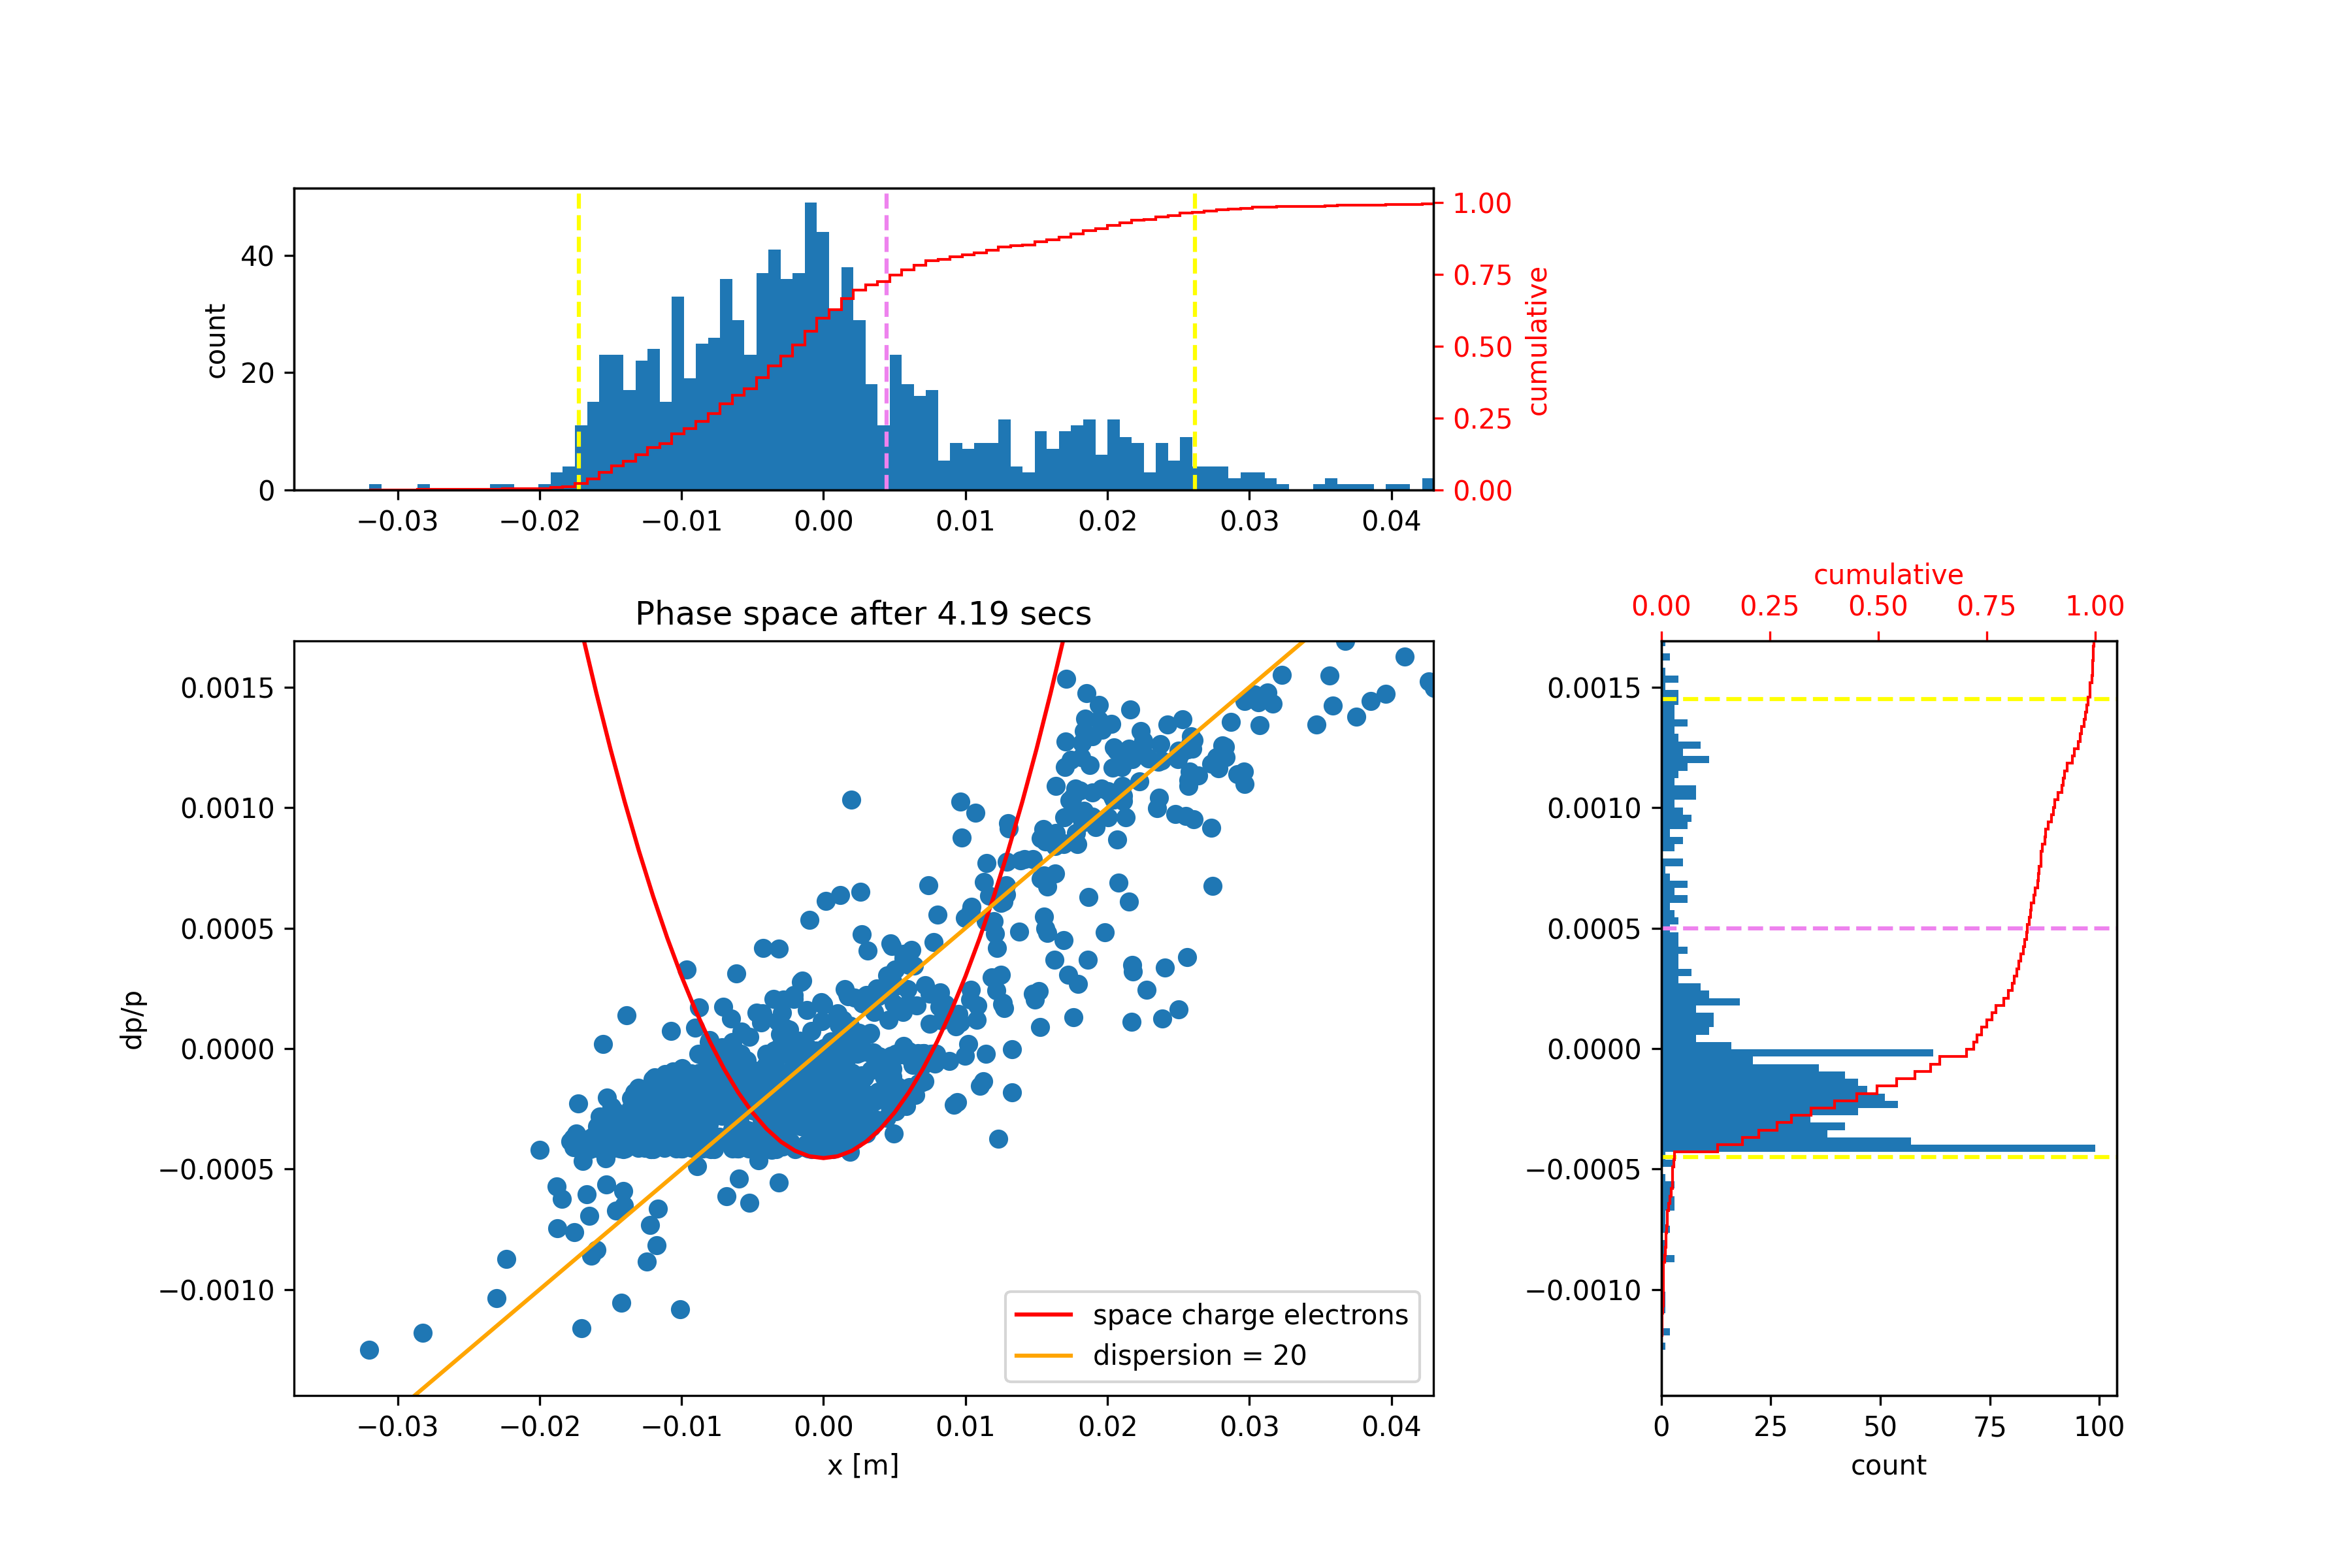 40
20
0
count
1.00
0.75
0.50
0.25
0.00
cumulative
−0.03 −0.02 −0.01 0.00 0.01 0.02 0.03 0.04
Phase space after 4.19 secs
0.0015
0.0010
0.0005
0.0000
−0.0005
−0.0010
dp/p
space charge electrons
dispersion = 20
−0.03 −0.02 −0.01 0.00 0.01 0.02 0.03 0.04
x [m]
cumulative
0.00 0.25 0.50 0.75 1.00
0.0015
0.0010
0.0005
0.0000
−0.0005
−0.0010
0 25 50 75 100
count